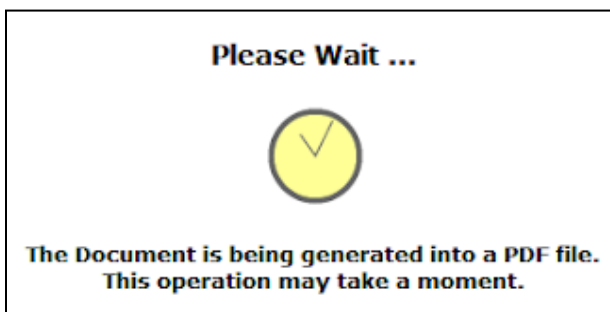 Please Wait ...
The Document is being generated into a PDF file.
This operation may take a moment.